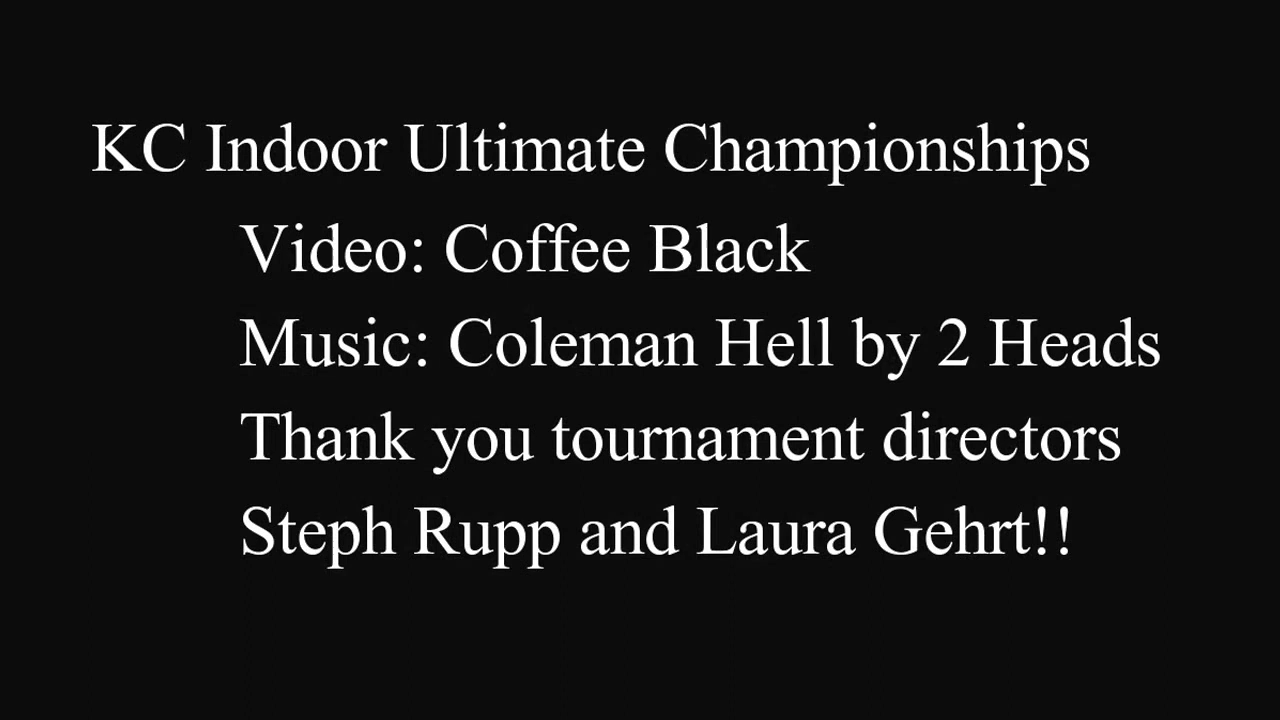 KC Indoor Ultimate Championships
Video: Coffee Black
Music: Coleman Hell by 2 Heads
Thank you tournament directors
Steph Rupp and Laura Gehrt!!